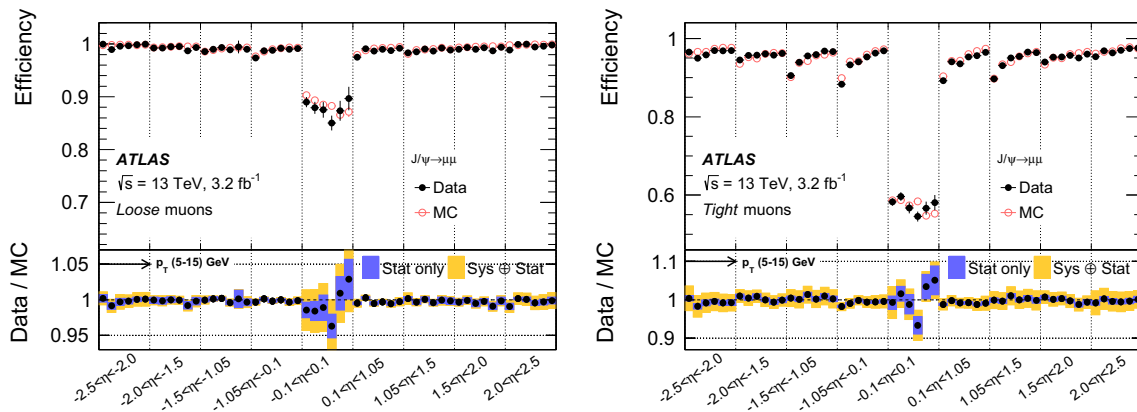 Efficiency
1
0.9
0.8
0.7
ATLAS
√s = 13 TeV, 3.2 fb⁻¹
Loose muons
J/ψ→μμ
Data
MC
Data / MC
1.05
1
0.95
p_T (5-15) GeV
Stat only
Sys ⊕ Stat
-2.5<η<-2.0
-2.0<η<-1.5
-1.5<η<-1.05
-1.05<η<-0.1
-0.1<η<0.1
0.1<η<1.05
1.05<η<1.5
1.5<η<2.0
2.0<η<2.5
Efficiency
1
0.9
0.8
0.7
0.6
ATLAS
√s = 13 TeV, 3.2 fb⁻¹
Tight muons
J/ψ→μμ
Data
MC
Data / MC
1.1
1
0.9
p_T (5-15) GeV
Stat only
Sys ⊕ Stat
-2.5<η<-2.0
-2.0<η<-1.5
-1.5<η<-1.05
-1.05<η<-0.1
-0.1<η<0.1
0.1<η<1.05
1.05<η<1.5
1.5<η<2.0
2.0<η<2.5